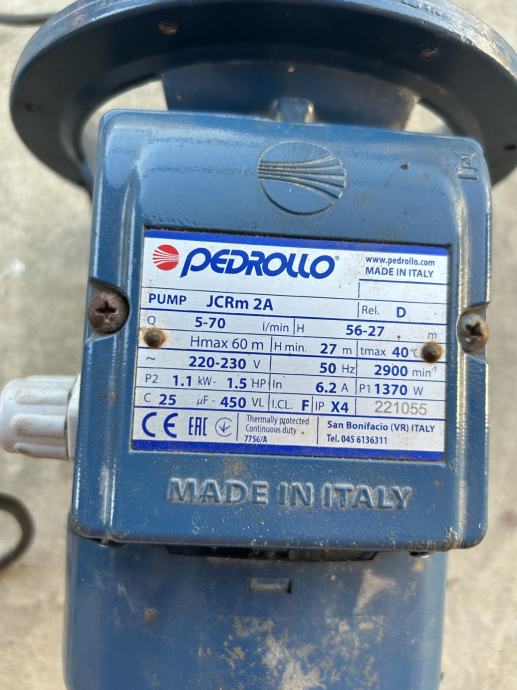 PEDROLLO®
www.pedrollo.com
MADE IN ITALY
PUMP JCRm 2A Rel. D
Q 5-70 l/min H 56-27 m
Hmax 60 m H min. 27 m tmax 40°C
~ 220-230 V 50 Hz 2900 min-1
P2 1.1 kW- 1.5 HP In 6.2 A P1 1370 W
C 25 µF - 450 VL I.CL. F IP X4 221055
CE EAC Thermally protected
Continuous duty
7756/A
San Bonifacio (VR) ITALY
Tel. 045 6136311
MADE IN ITALY